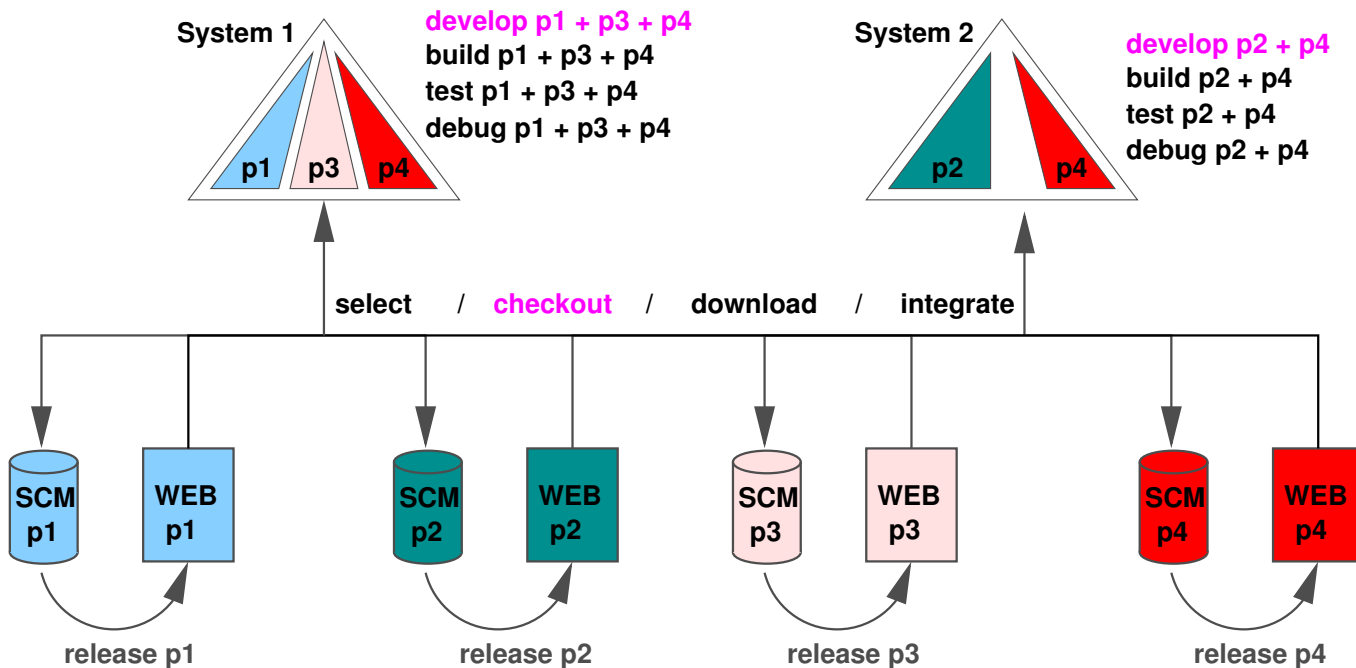 System 1
develop p1 + p3 + p4
build p1 + p3 + p4
test p1 + p3 + p4
debug p1 + p3 + p4
p1 p3 p4
System 2
develop p2 + p4
build p2 + p4
test p2 + p4
debug p2 + p4
p2 p4
select / checkout / download / integrate
SCM
p1
WEB
p1
SCM
p2
WEB
p2
SCM
p3
WEB
p3
SCM
p4
WEB
p4
release p1
release p2
release p3
release p4